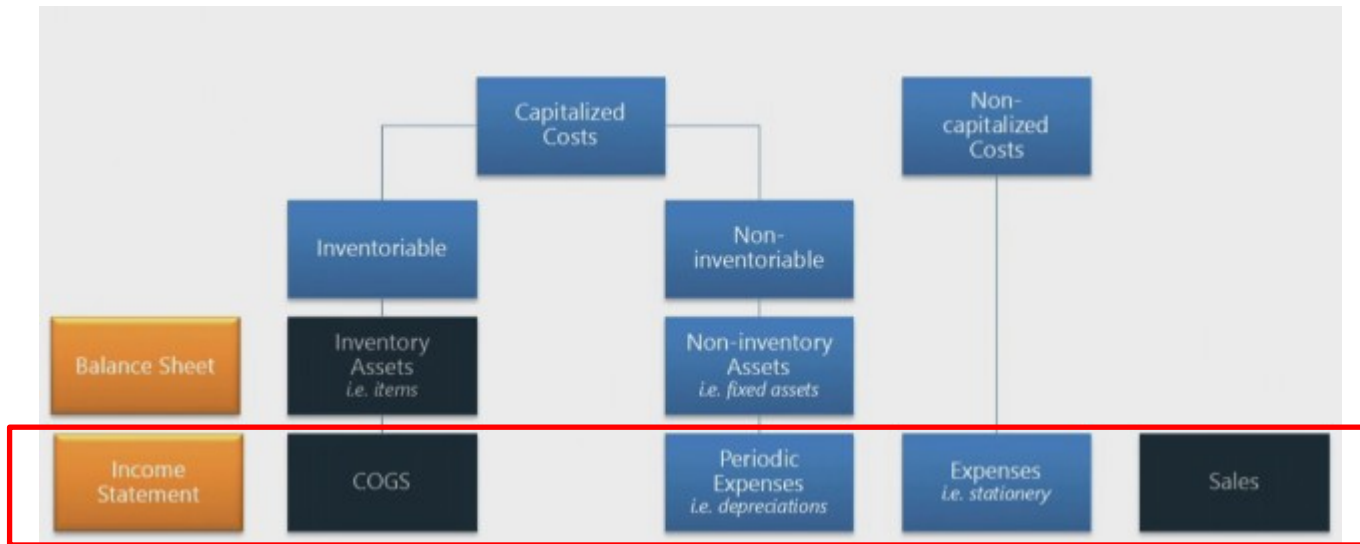 Capitalized
Costs
Non-
capitalized
Costs
Inventoriable
Non-
inventoriable
Balance Sheet
Inventory
Assets
i.e. items
Non-inventory
Assets
i.e. fixed assets
Income
Statement
COGS
Periodic
Expenses
i.e. depreciations
Expenses
i.e. stationery
Sales